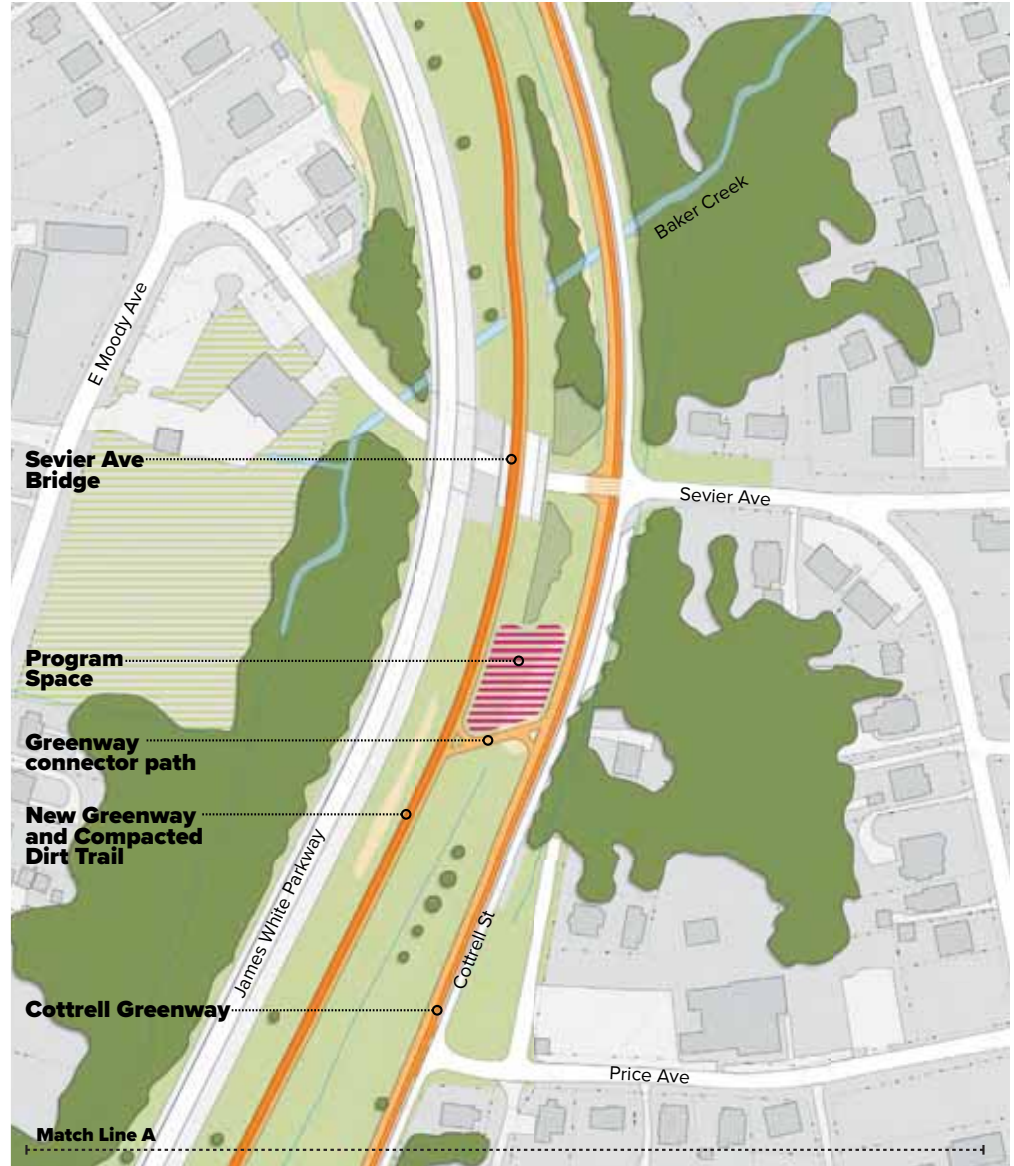 Baker Creek
E Moody Ave
Sevier Ave
Bridge
Sevier Ave
Program
Space
Greenway
connector path
New Greenway
and Compacted
Dirt Trail
James White Parkway
Cottrell St
Cottrell Greenway
Price Ave
Match Line A